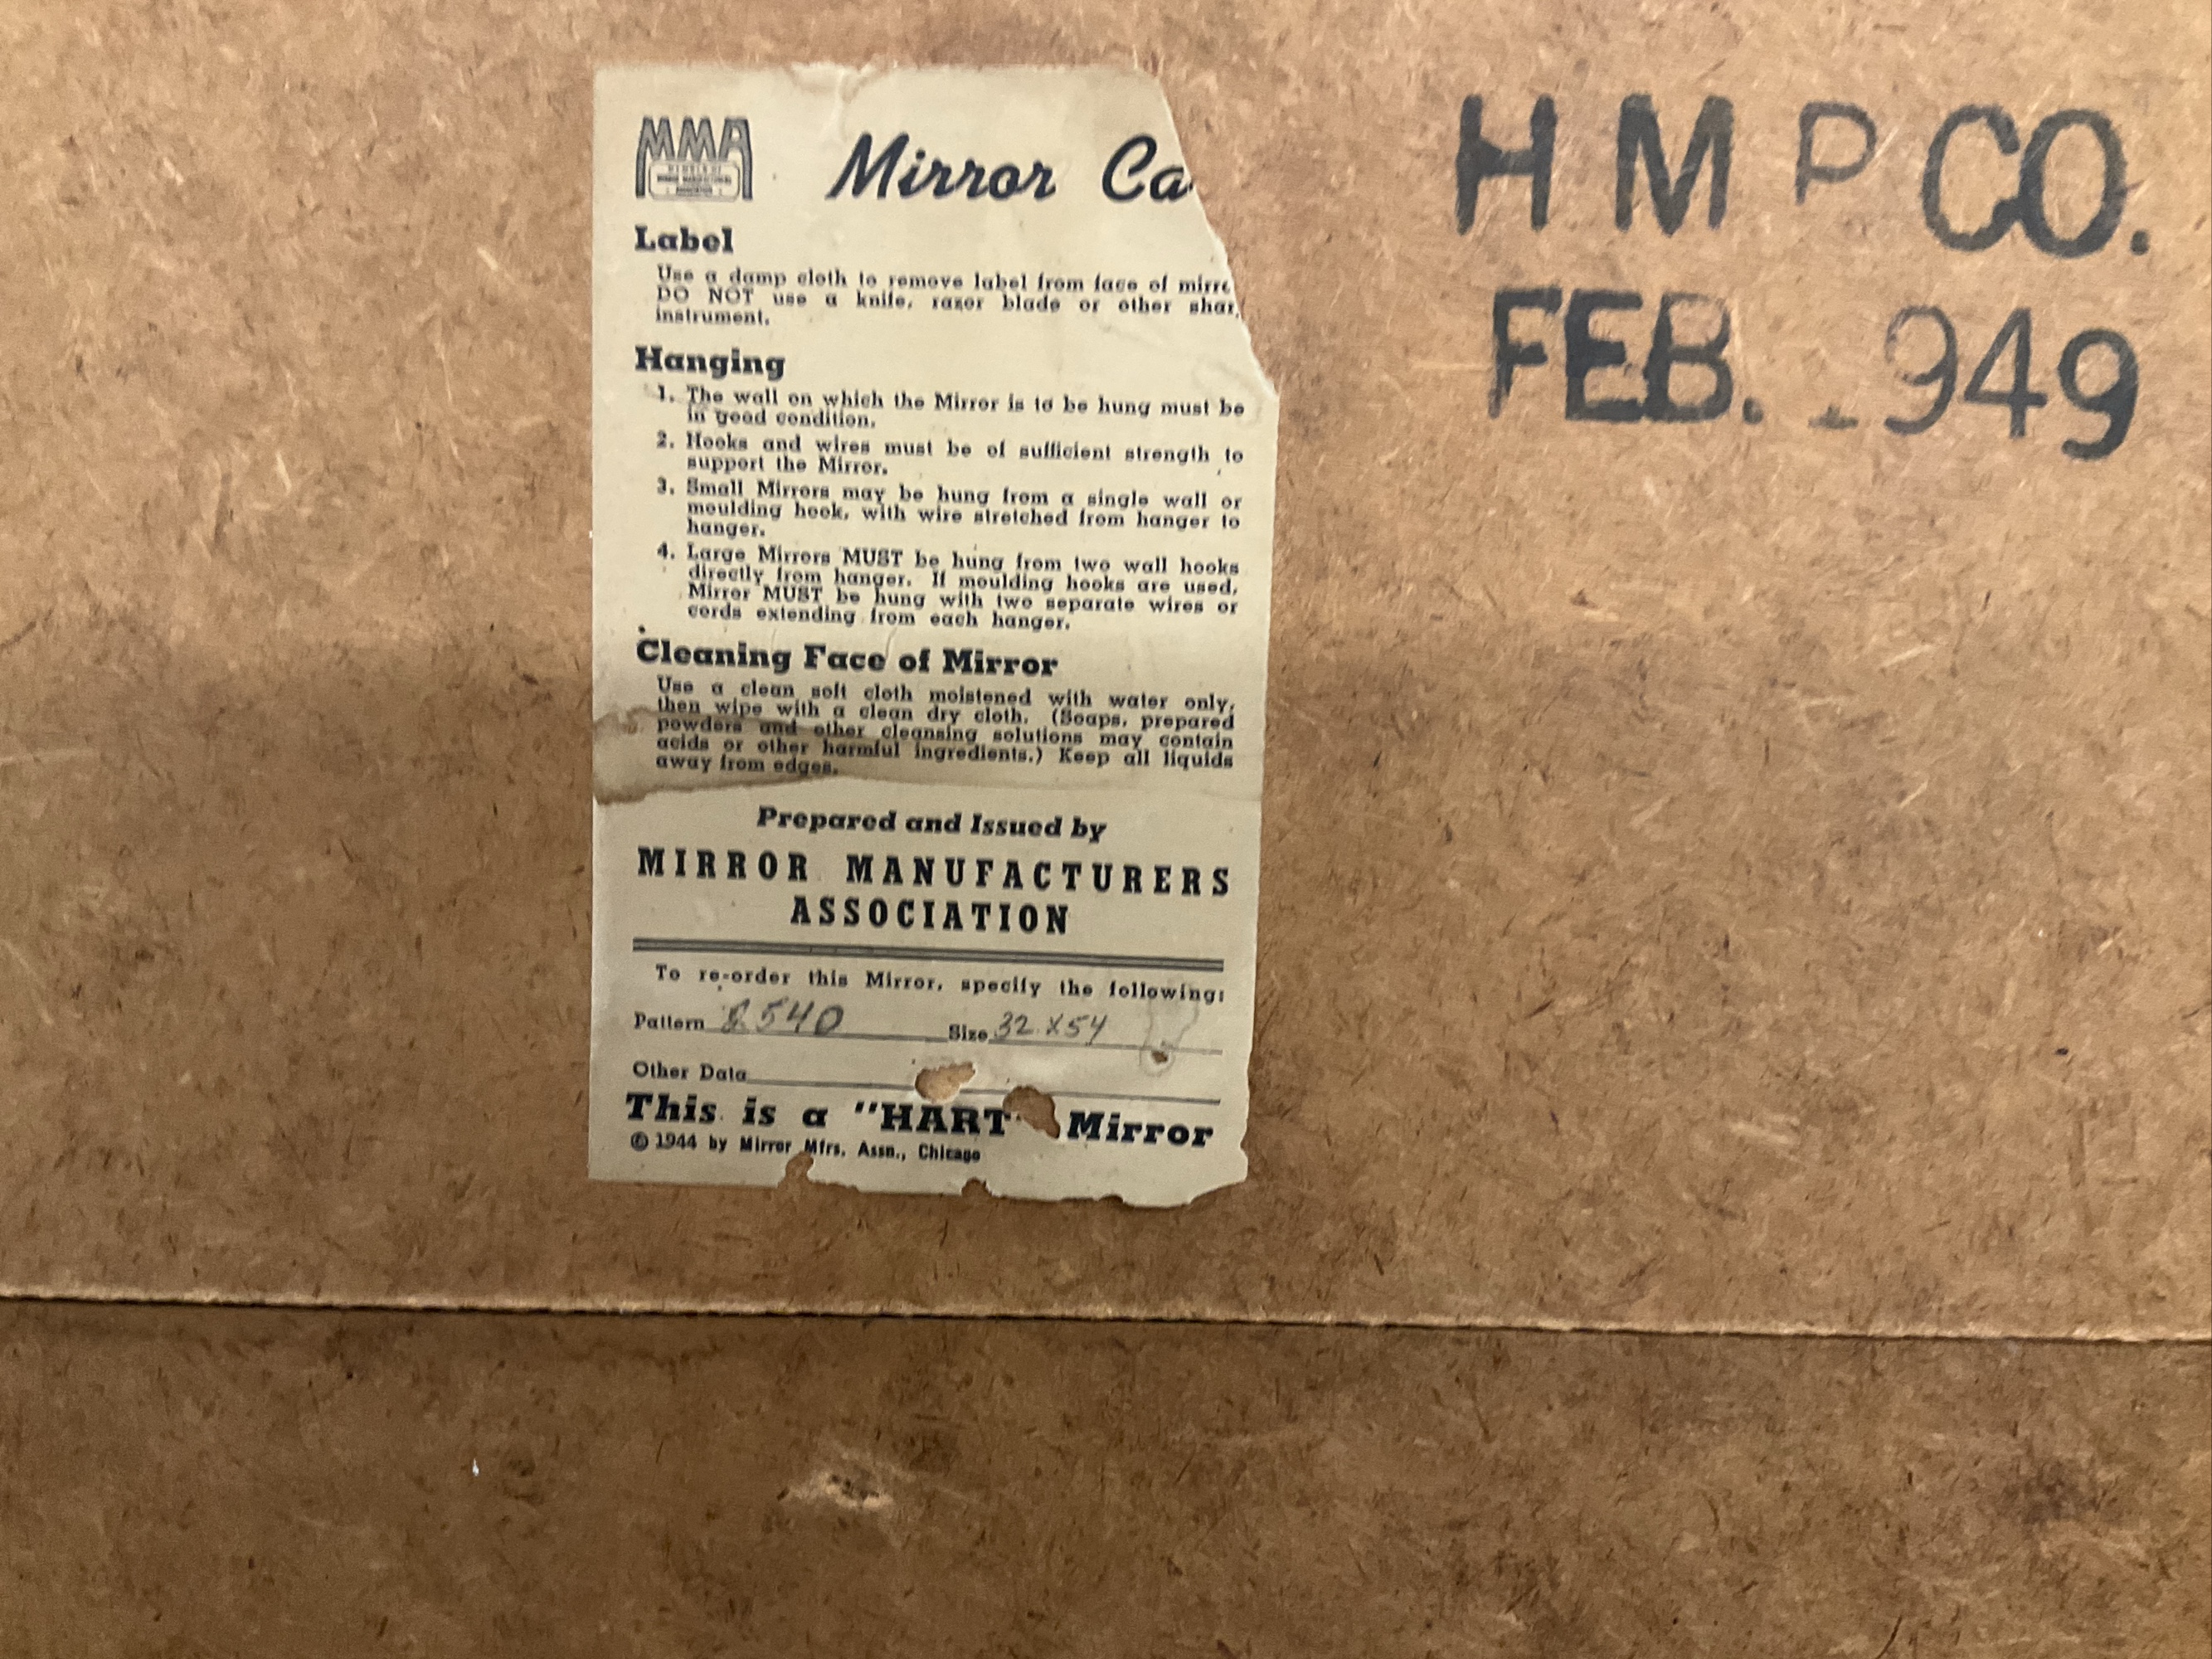 MMA
Mirror Ca
Label
Use a damp cloth to remove label from face of mirr
DO NOT use a knife, razor blade or other shar
instrument.
Hanging
1. The wall on which the Mirror is to be hung must be
in good condition.
2. Hooks and wires must be of sufficient strength to
support the Mirror.
3. Small Mirrors may be hung from a single wall or
moulding hook, with wire stretched from hanger to
hanger.
4. Large Mirrors MUST be hung from two wall hooks
directly from hanger. If moulding hooks are used,
Mirror MUST be hung with two separate wires or
cords extending from each hanger.
Cleaning Face of Mirror
Use a clean soft cloth moistened with water only,
then wipe with a clean dry cloth. (Soaps, prepared
powders and other cleansing solutions may contain
acids or other harmful ingredients.) Keep all liquids
away from edges.
Prepared and Issued by
MIRROR MANUFACTURERS
ASSOCIATION
To re-order this Mirror, specify the following:
Pattern 8540 Size 32 x 54
Other Data
This is a "HART" Mirror
© 1944 by Mirror Mfrs. Assn., Chicago
H M P CO.
FEB. 1949